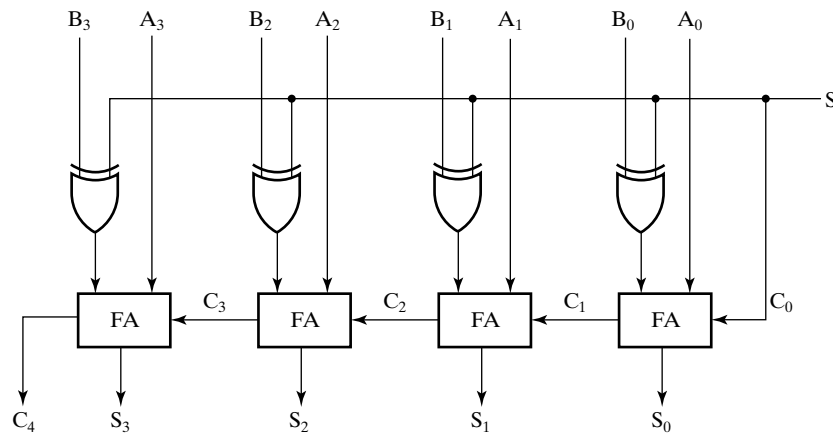 B₃ A₃ B₂ A₂ B₁ A₁ B₀ A₀
S
C₃ C₂ C₁ C₀
FA FA FA FA
C₄ S₃ S₂ S₁ S₀